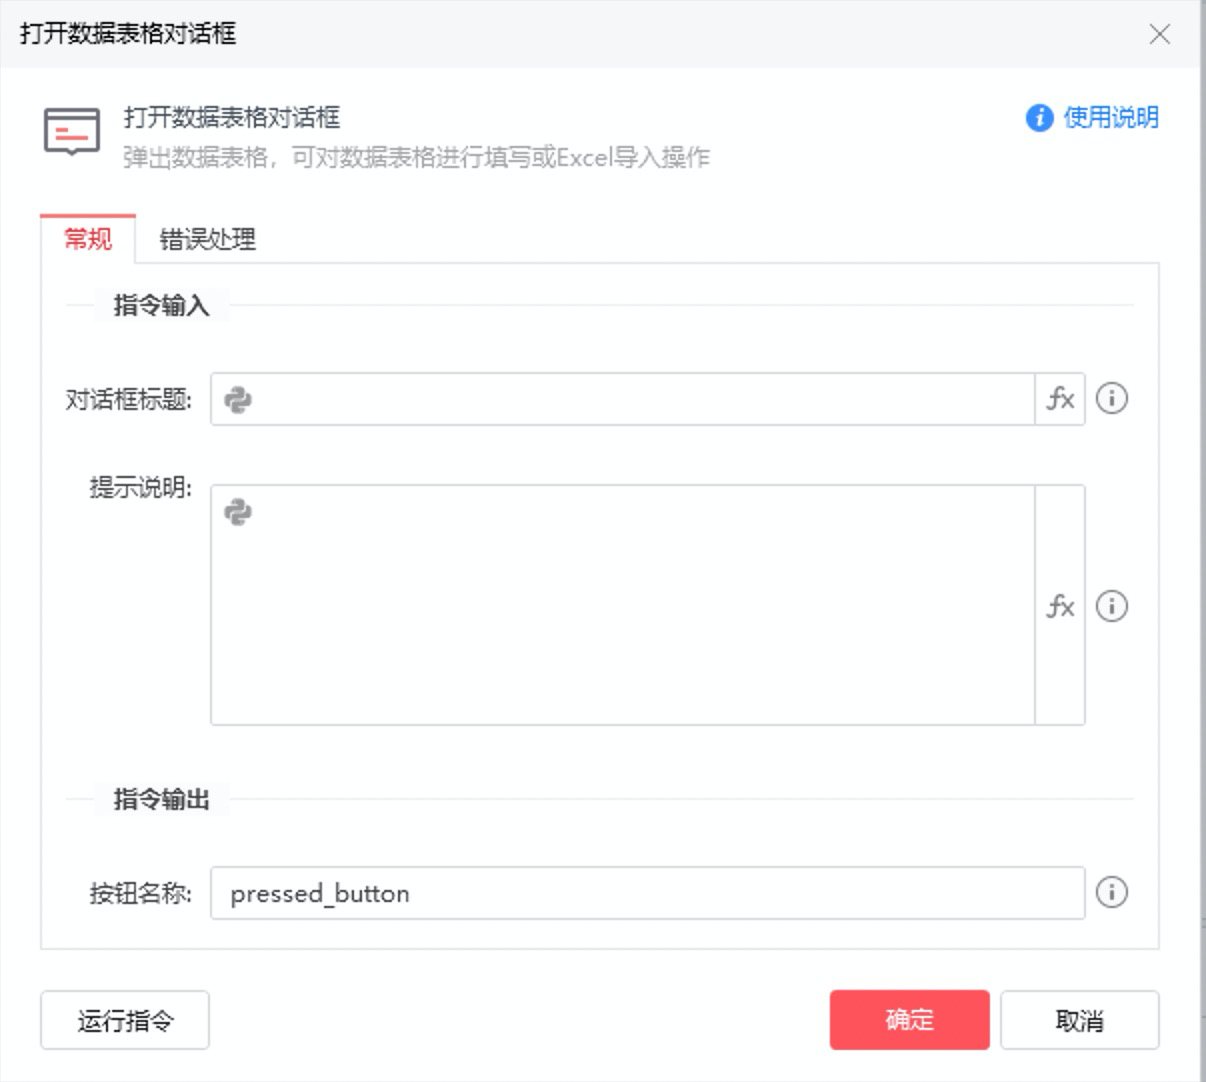 打开数据表格对话框
打开数据表格对话框
使用说明
弹出数据表格，可对数据表格进行填写或Excel导入操作
常规 错误处理
指令输入
对话框标题: fx
提示说明:
fx
指令输出
按钮名称: pressed_button
运行指令 确定 取消